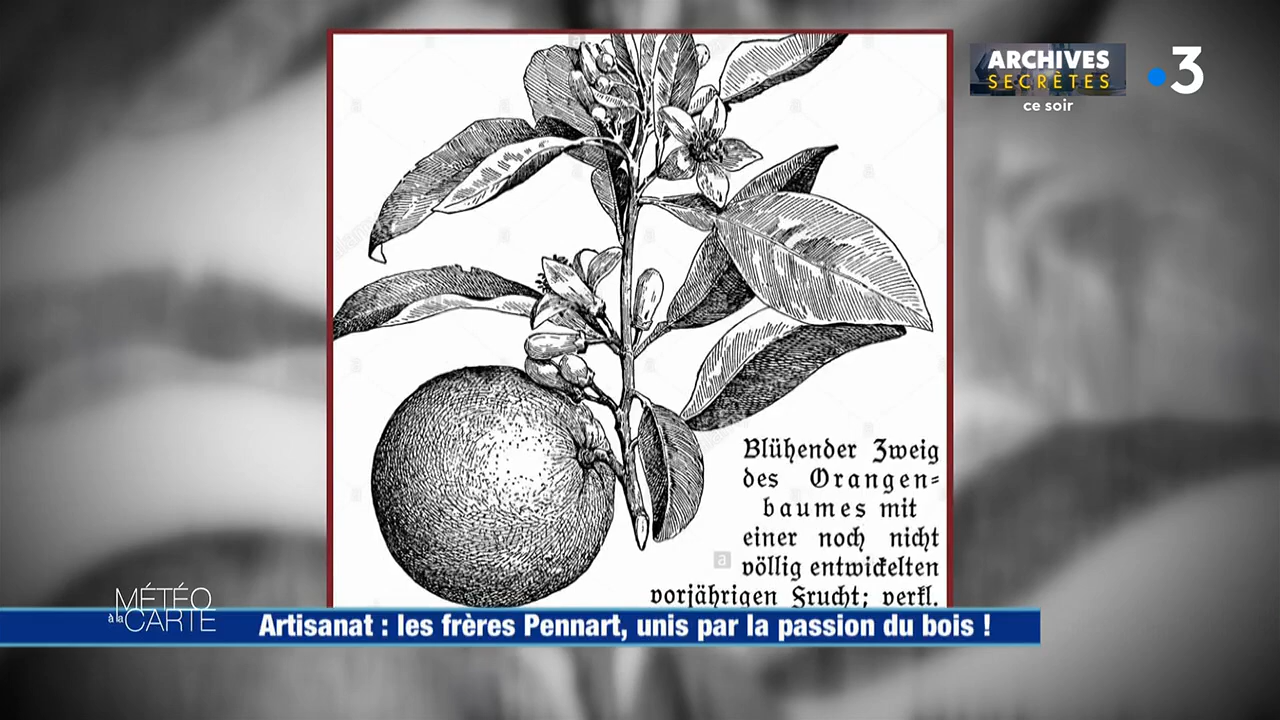 ARCHIVES
SECRÈTES
ce soir
3
Blühender Zweig
des Orangen=
baumes mit
einer noch nicht
völlig entwickelten
vorjährigen Frucht; verkl.
MÉTÉO
à la CARTE
Artisanat : les frères Pennart, unis par la passion du bois !
a